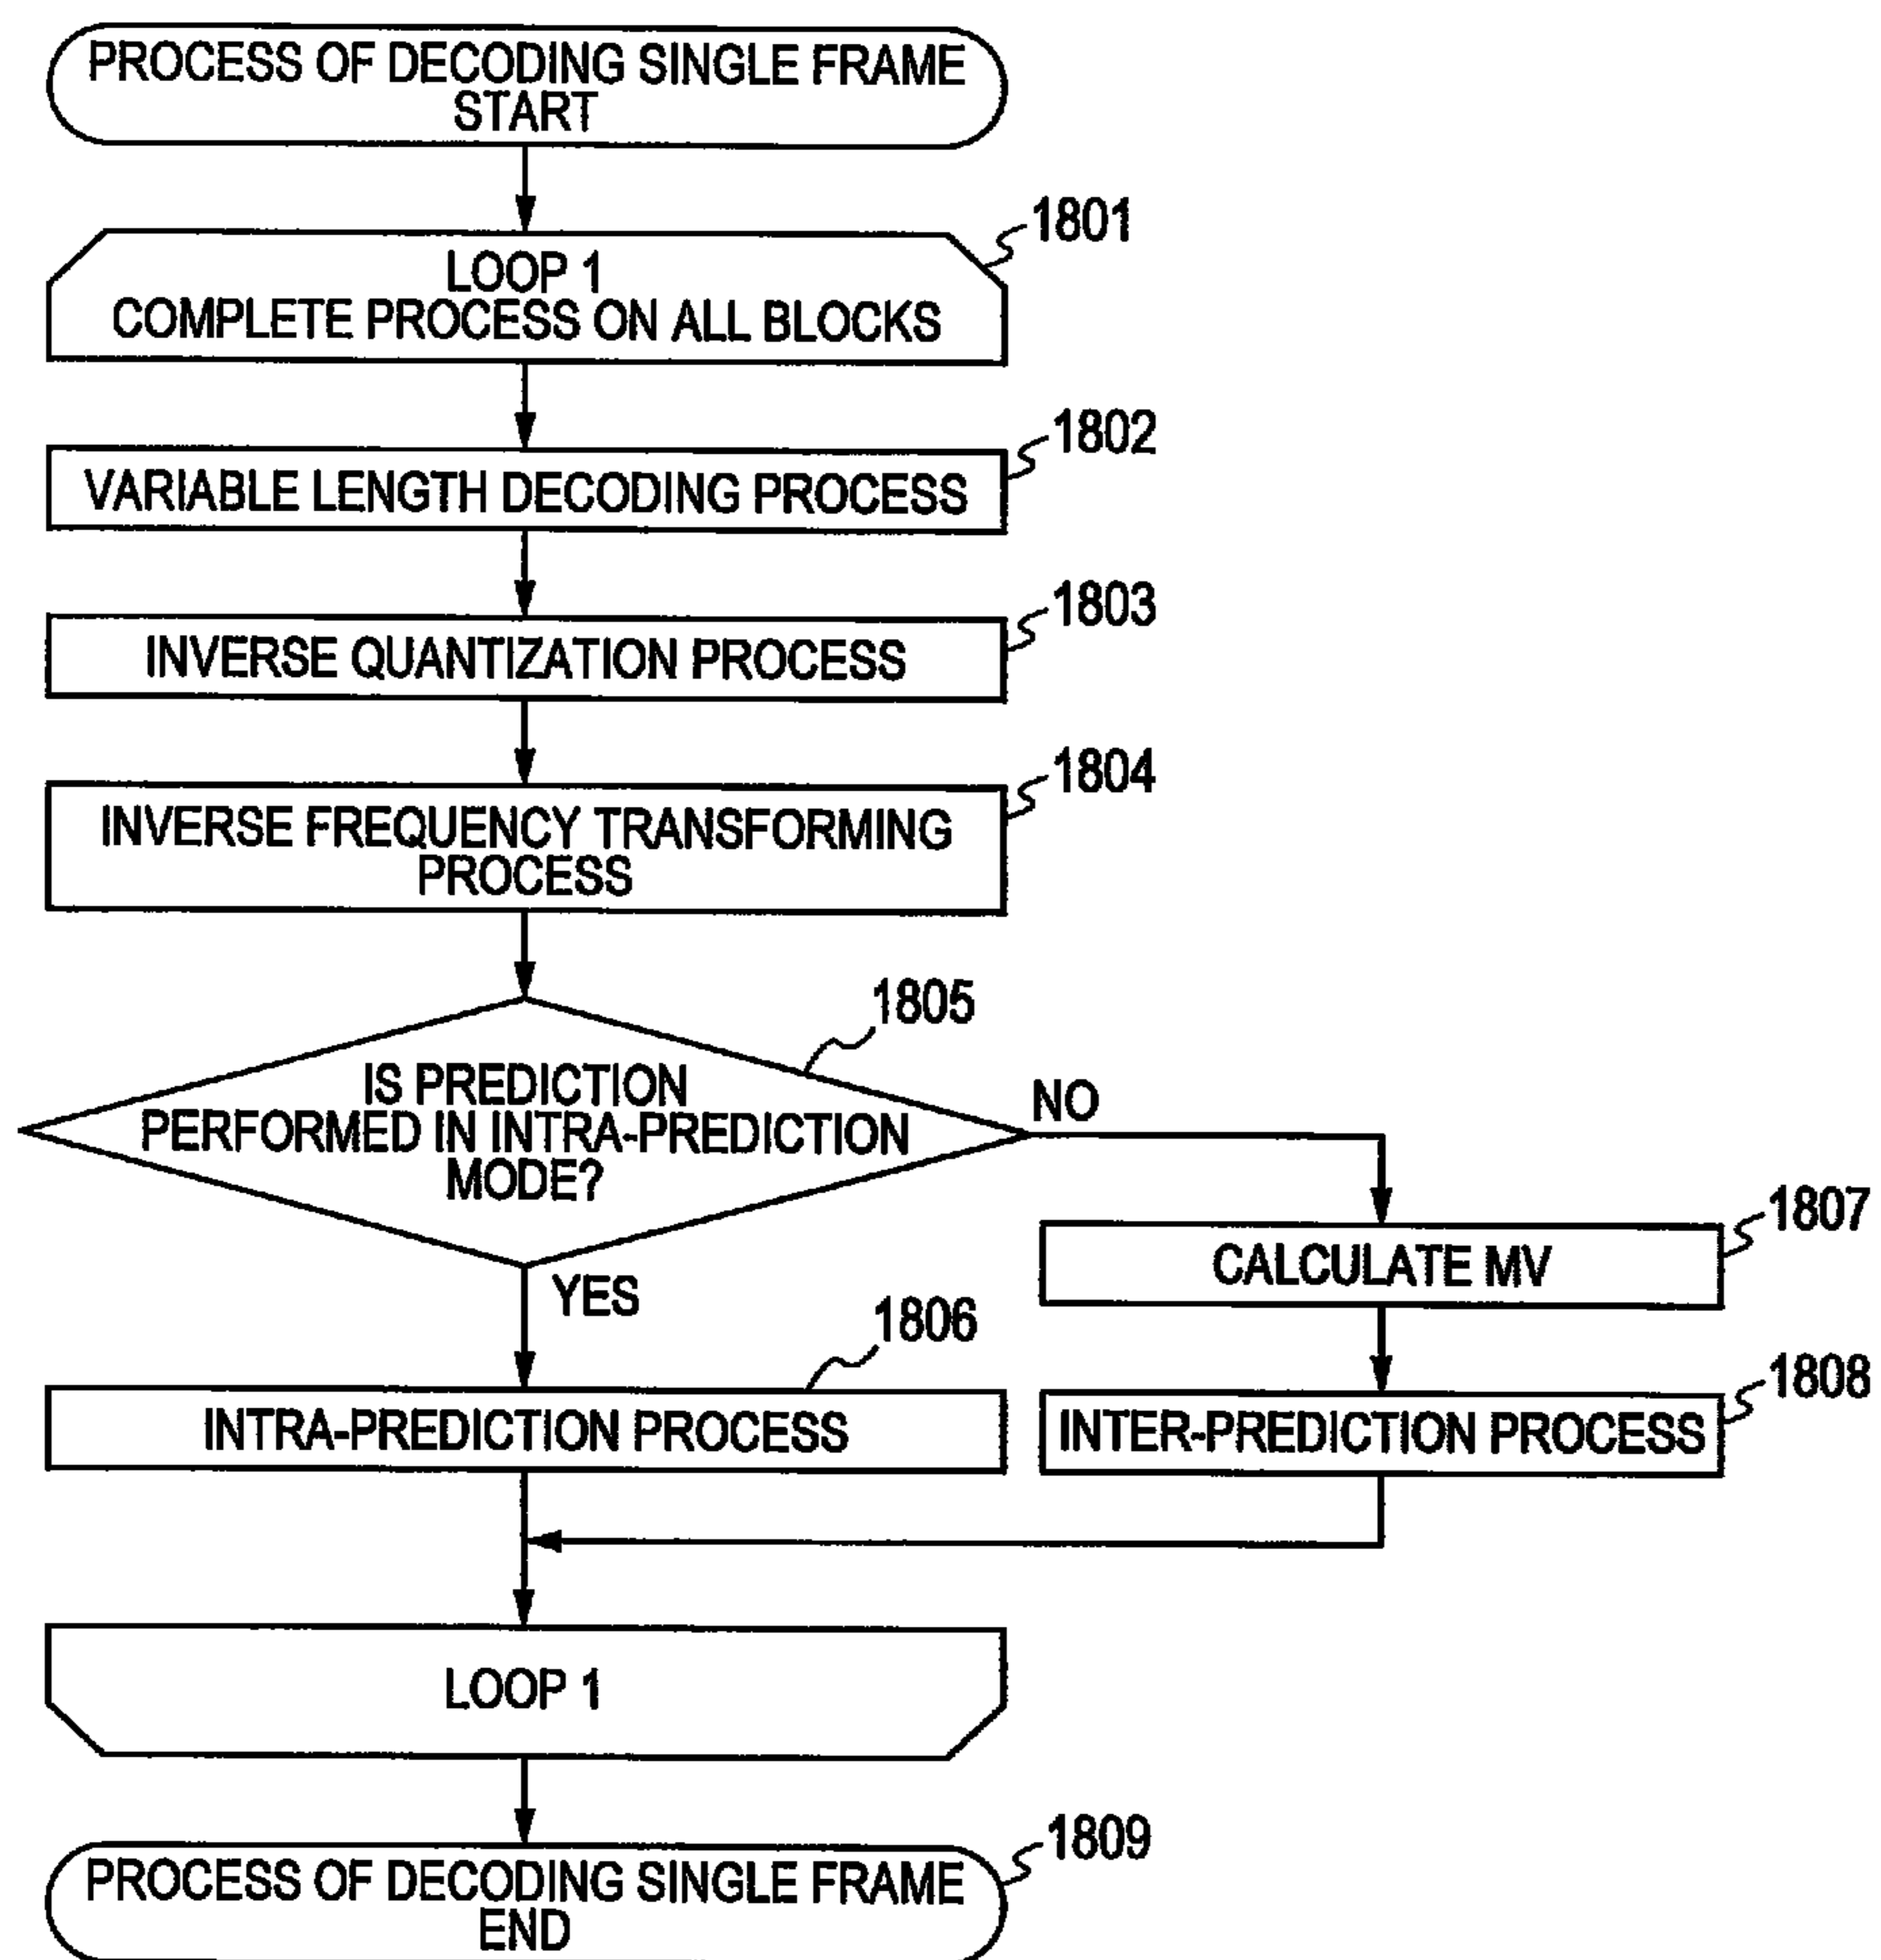 PROCESS OF DECODING SINGLE FRAME
START
1801
LOOP 1
COMPLETE PROCESS ON ALL BLOCKS
1802
VARIABLE LENGTH DECODING PROCESS
1803
INVERSE QUANTIZATION PROCESS
1804
INVERSE FREQUENCY TRANSFORMING
PROCESS
1805
IS PREDICTION
PERFORMED IN INTRA-PREDICTION
MODE?
NO
YES
1807
CALCULATE MV
1806
INTRA-PREDICTION PROCESS
1808
INTER-PREDICTION PROCESS
LOOP 1
1809
PROCESS OF DECODING SINGLE FRAME
END